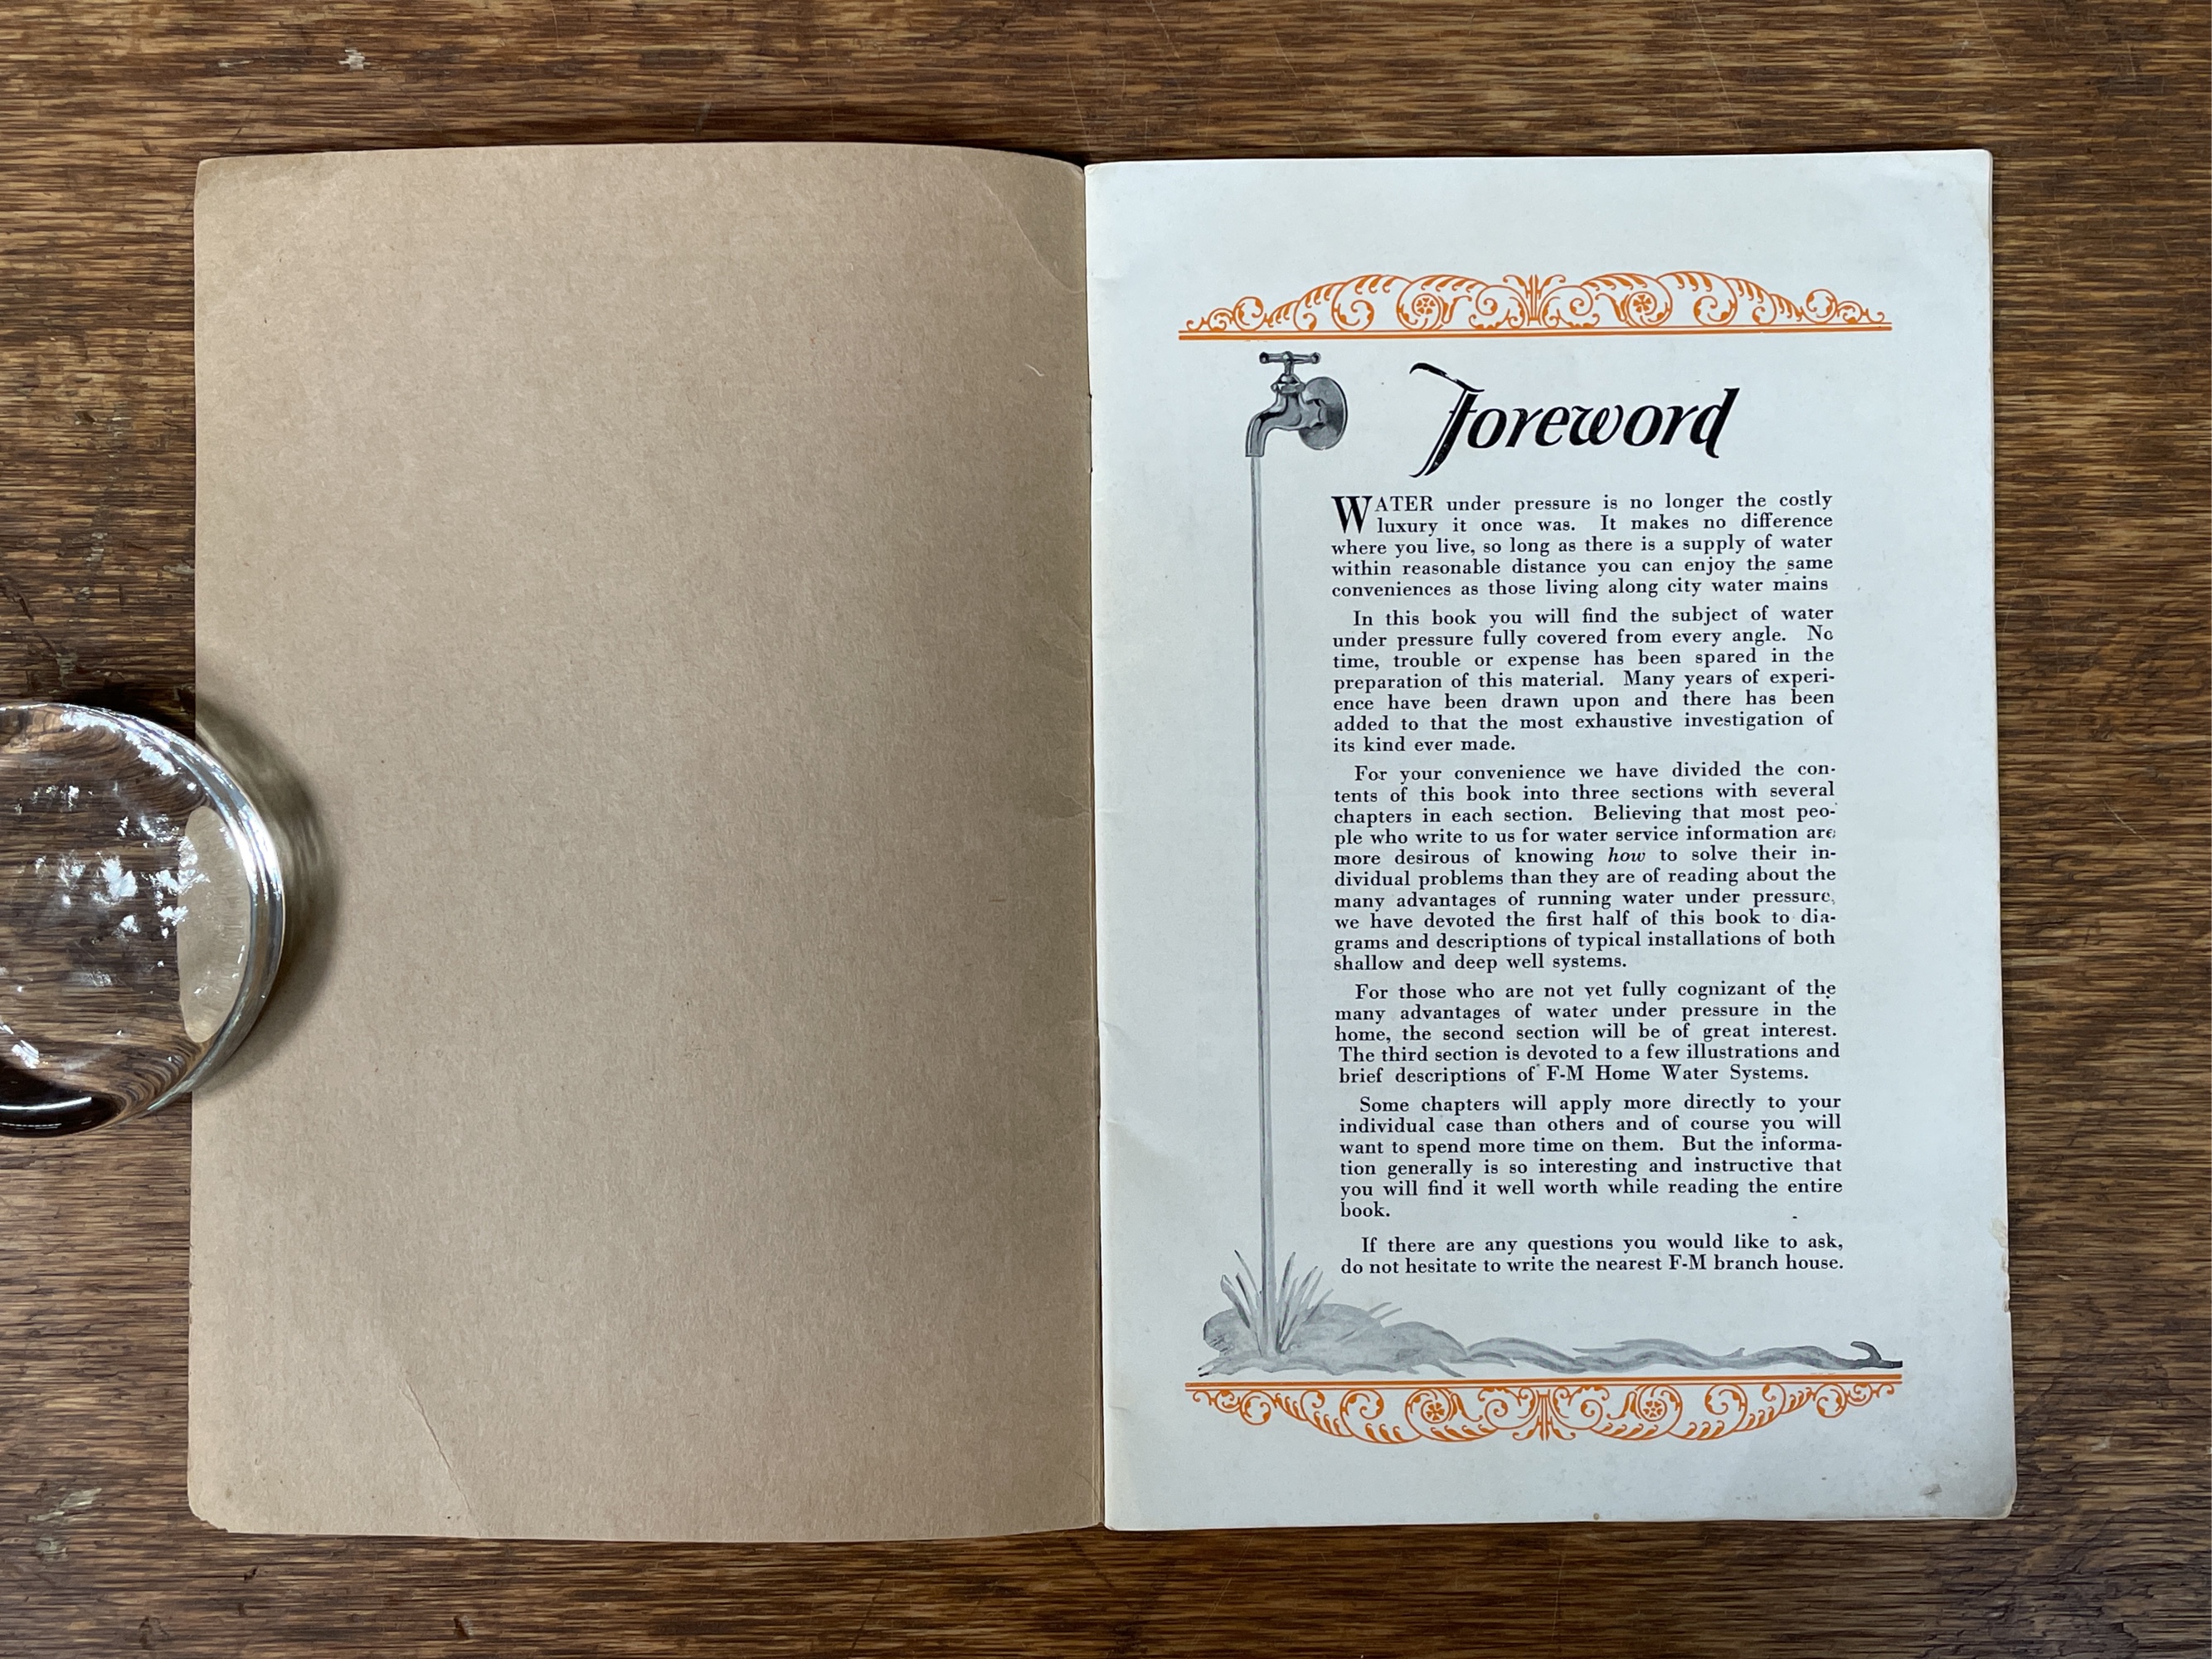 Foreword
WATER under pressure is no longer the costly
luxury it once was. It makes no difference
where you live, so long as there is a supply of water
within reasonable distance you can enjoy the same
conveniences as those living along city water mains
In this book you will find the subject of water
under pressure fully covered from every angle. No
time, trouble or expense has been spared in the
preparation of this material. Many years of experi-
ence have been drawn upon and there has been
added to that the most exhaustive investigation of
its kind ever made.
For your convenience we have divided the con-
tents of this book into three sections with several
chapters in each section. Believing that most peo-
ple who write to us for water service information are
more desirous of knowing how to solve their in-
dividual problems than they are of reading about the
many advantages of running water under pressure,
we have devoted the first half of this book to dia-
grams and descriptions of typical installations of both
shallow and deep well systems.
For those who are not yet fully cognizant of the
many advantages of water under pressure in the
home, the second section will be of great interest.
The third section is devoted to a few illustrations and
brief descriptions of F-M Home Water Systems.
Some chapters will apply more directly to your
individual case than others and of course you will
want to spend more time on them. But the informa-
tion generally is so interesting and instructive that
you will find it well worth while reading the entire
book.
If there are any questions you would like to ask,
do not hesitate to write the nearest F-M branch house.